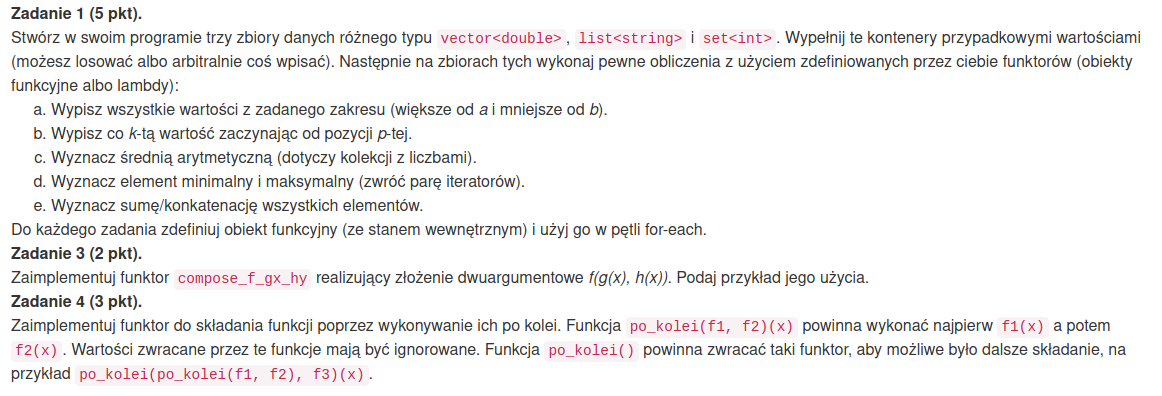 Zadanie 1 (5 pkt).
Stwórz w swoim programie trzy zbiory danych różnego typu vector<double>, list<string> i set<int>. Wypełnij te kontenery przypadkowymi wartościami
(możesz losować albo arbitralnie coś wpisać). Następnie na zbiorach tych wykonaj pewne obliczenia z użyciem zdefiniowanych przez ciebie funktorów (obiekty
funkcyjne albo lambdy):
a. Wypisz wszystkie wartości z zadanego zakresu (większe od a i mniejsze od b).
b. Wypisz co k-tą wartość zaczynając od pozycji p-tej.
c. Wyznacz średnią arytmetyczną (dotyczy kolekcji z liczbami).
d. Wyznacz element minimalny i maksymalny (zwróć parę iteratorów).
e. Wyznacz sumę/konkatenację wszystkich elementów.
Do każdego zadania zdefiniuj obiekt funkcyjny (ze stanem wewnętrznym) i użyj go w pętli for-each.
Zadanie 3 (2 pkt).
Zaimplementuj funktor compose_f_gx_hy realizujący złożenie dwuargumentowe f(g(x), h(x)). Podaj przykład jego użycia.
Zadanie 4 (3 pkt).
Zaimplementuj funktor do składania funkcji poprzez wykonywanie ich po kolei. Funkcja po_kolei(f1, f2)(x) powinna wykonać najpierw f1(x) a potem
f2(x). Wartości zwracane przez te funkcje mają być ignorowane. Funkcja po_kolei() powinna zwracać taki funktor, aby możliwe było dalsze składanie, na
przykład po_kolei(po_kolei(f1, f2), f3)(x).